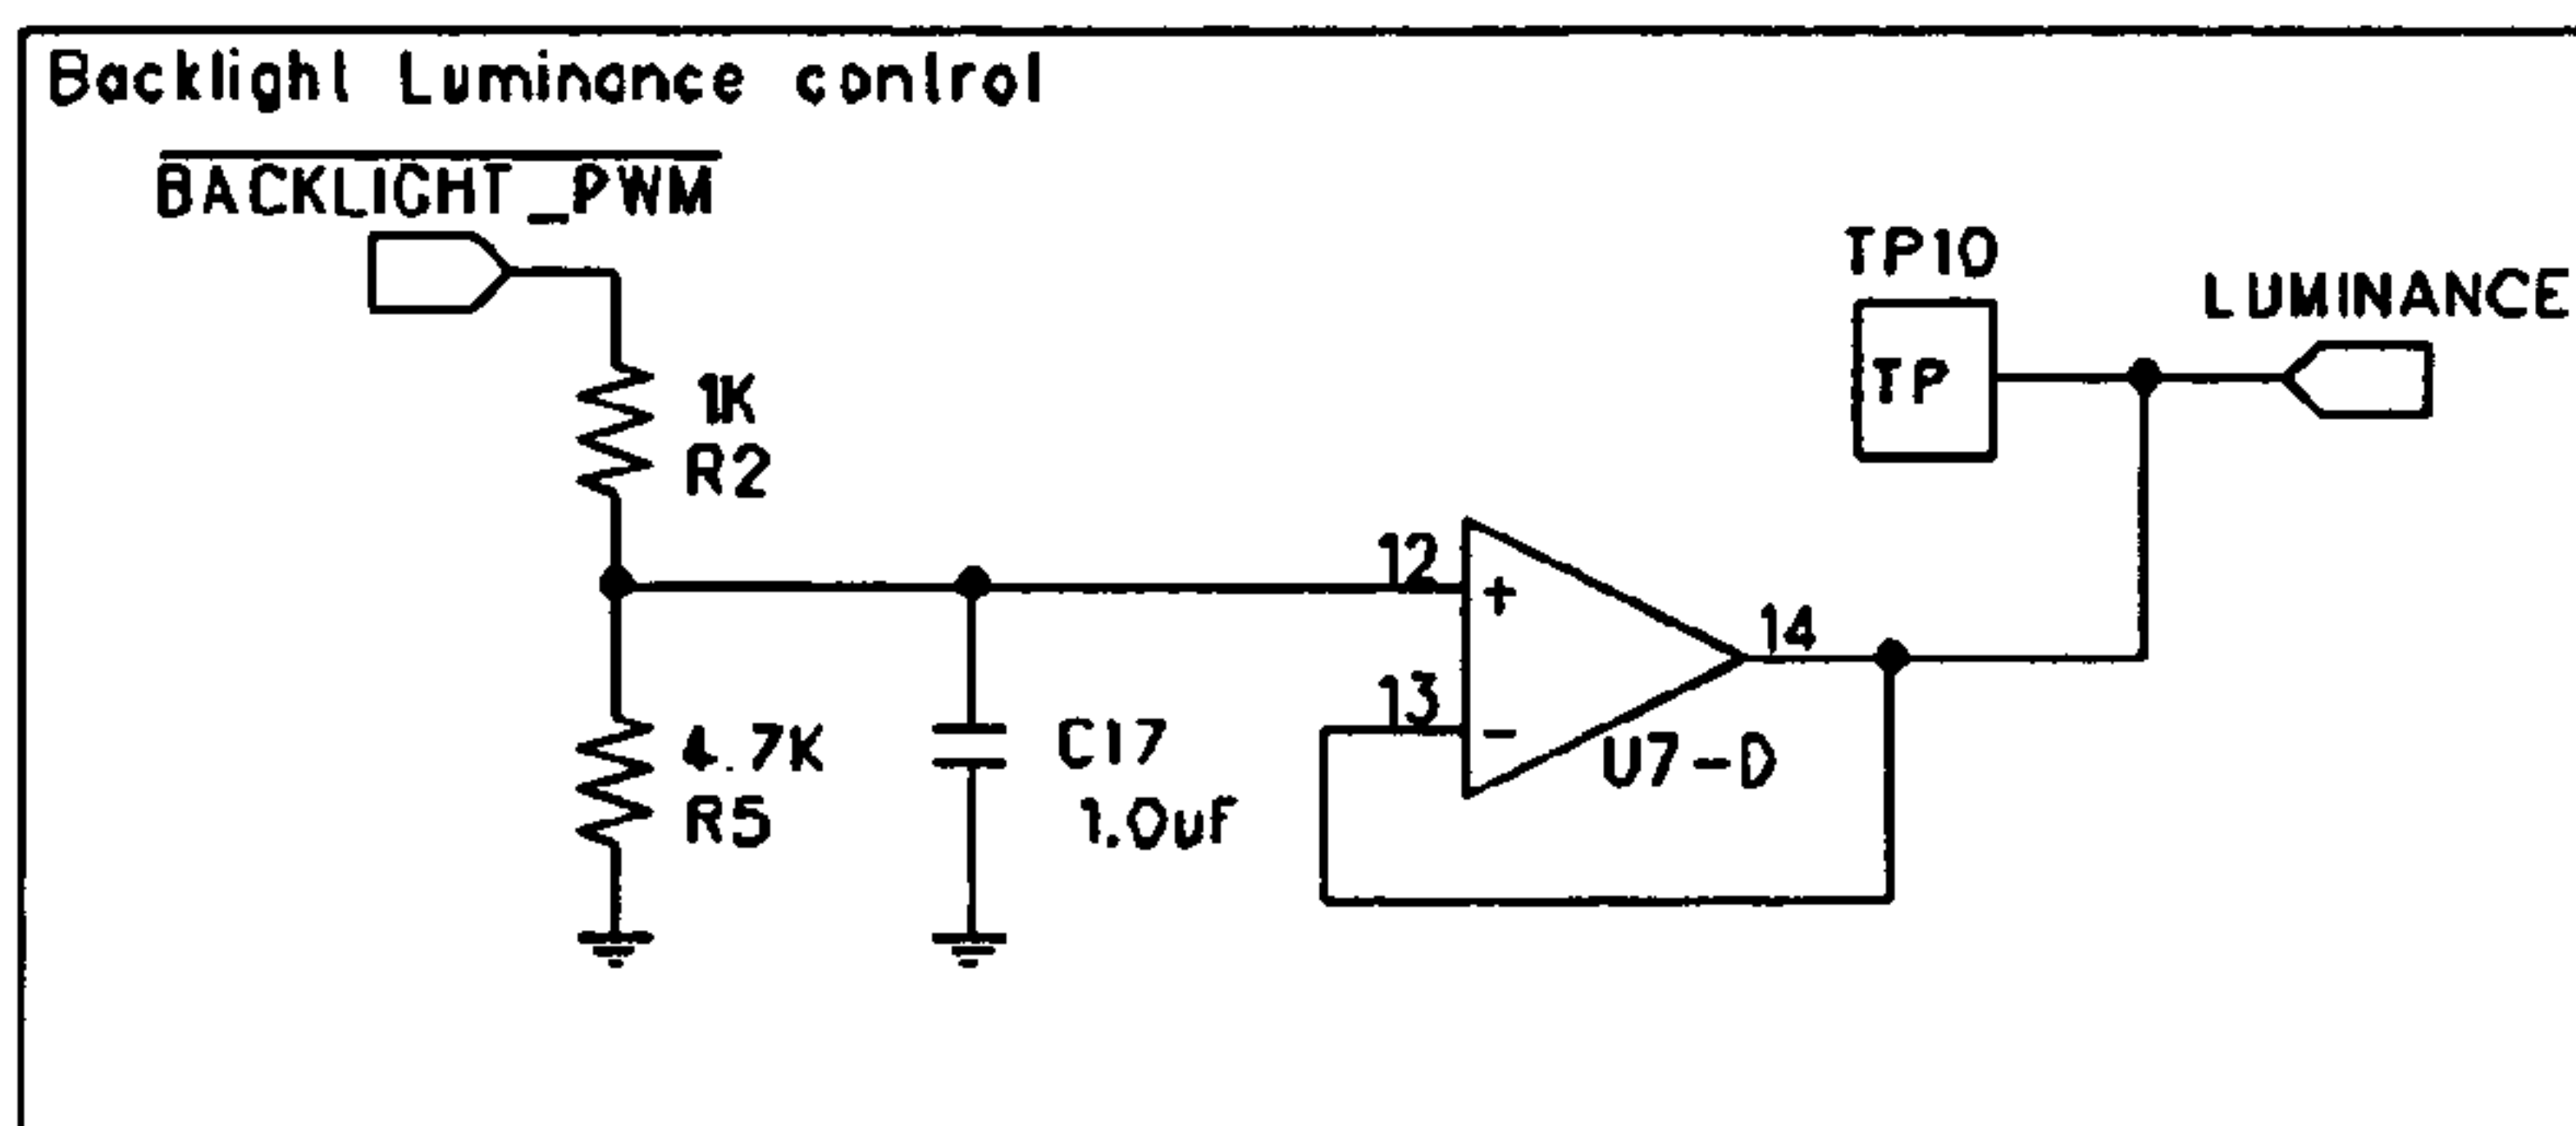 Backlight Luminance control
BACKLIGHT_PWM
TP10
LUMINANCE
TP
1K
R2
12
+
14
13
-
4.7K
R5
C17
1.0uF
U7-D